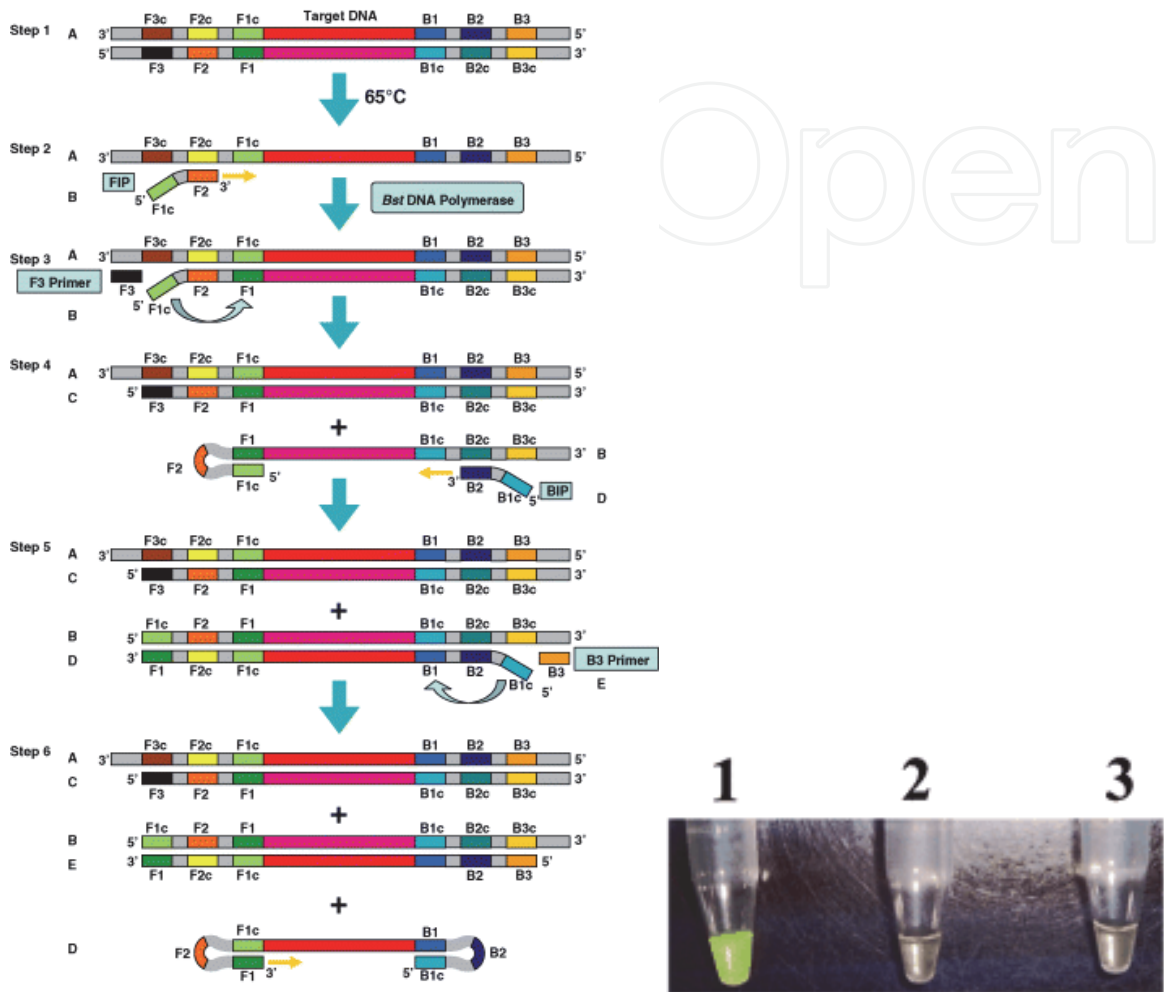 Target DNA
F3c F2c F1c B1 B2 B3
Step 1 A 3’ 5’
5’ 3’
F3 F2 F1 B1c B2c B3c
65°C
F3c F2c F1c B1 B2 B3
Step 2 A 3’ 5’
FIP F2 3’
B 5’ F1c
Bst DNA Polymerase
F3c F2c F1c B1 B2 B3
Step 3 A 3’ 5’
3’
F3 Primer F3 F2 F1 B1c B2c B3c
5’ F1c
B
Step 4 F3c F2c F1c B1 B2 B3
A 3’ 5’
C 5’ 3’
F3 F2 F1 B1c B2c B3c
+
F1 B1c B2c B3c
3’ B
F2 F1c 5’ 3’ B2 B1c 5’ BIP
D
Step 5 F3c F2c F1c B1 B2 B3
A 3’ 5’
C 5’ 3’
F3 F2 F1 B1c B2c B3c
+
F1c F2 F1 B1c B2c B3c
B 5’ 3’
D 3’ B3 Primer
F1 F2c F1c B1 B2 B1c B3
5’ E
Step 6 F3c F2c F1c B1 B2 B3
A 3’ 5’
C 5’ 3’
F3 F2 F1 B1c B2c B3c
+
F1c F2 F1 B1c B2c B3c
B 5’ 3’
E 3’ 5’
F1 F2c F1c B2 B3
+
F1c B1
D F2 B2
F1 3’ 5’ B1c
Open
1 2 3